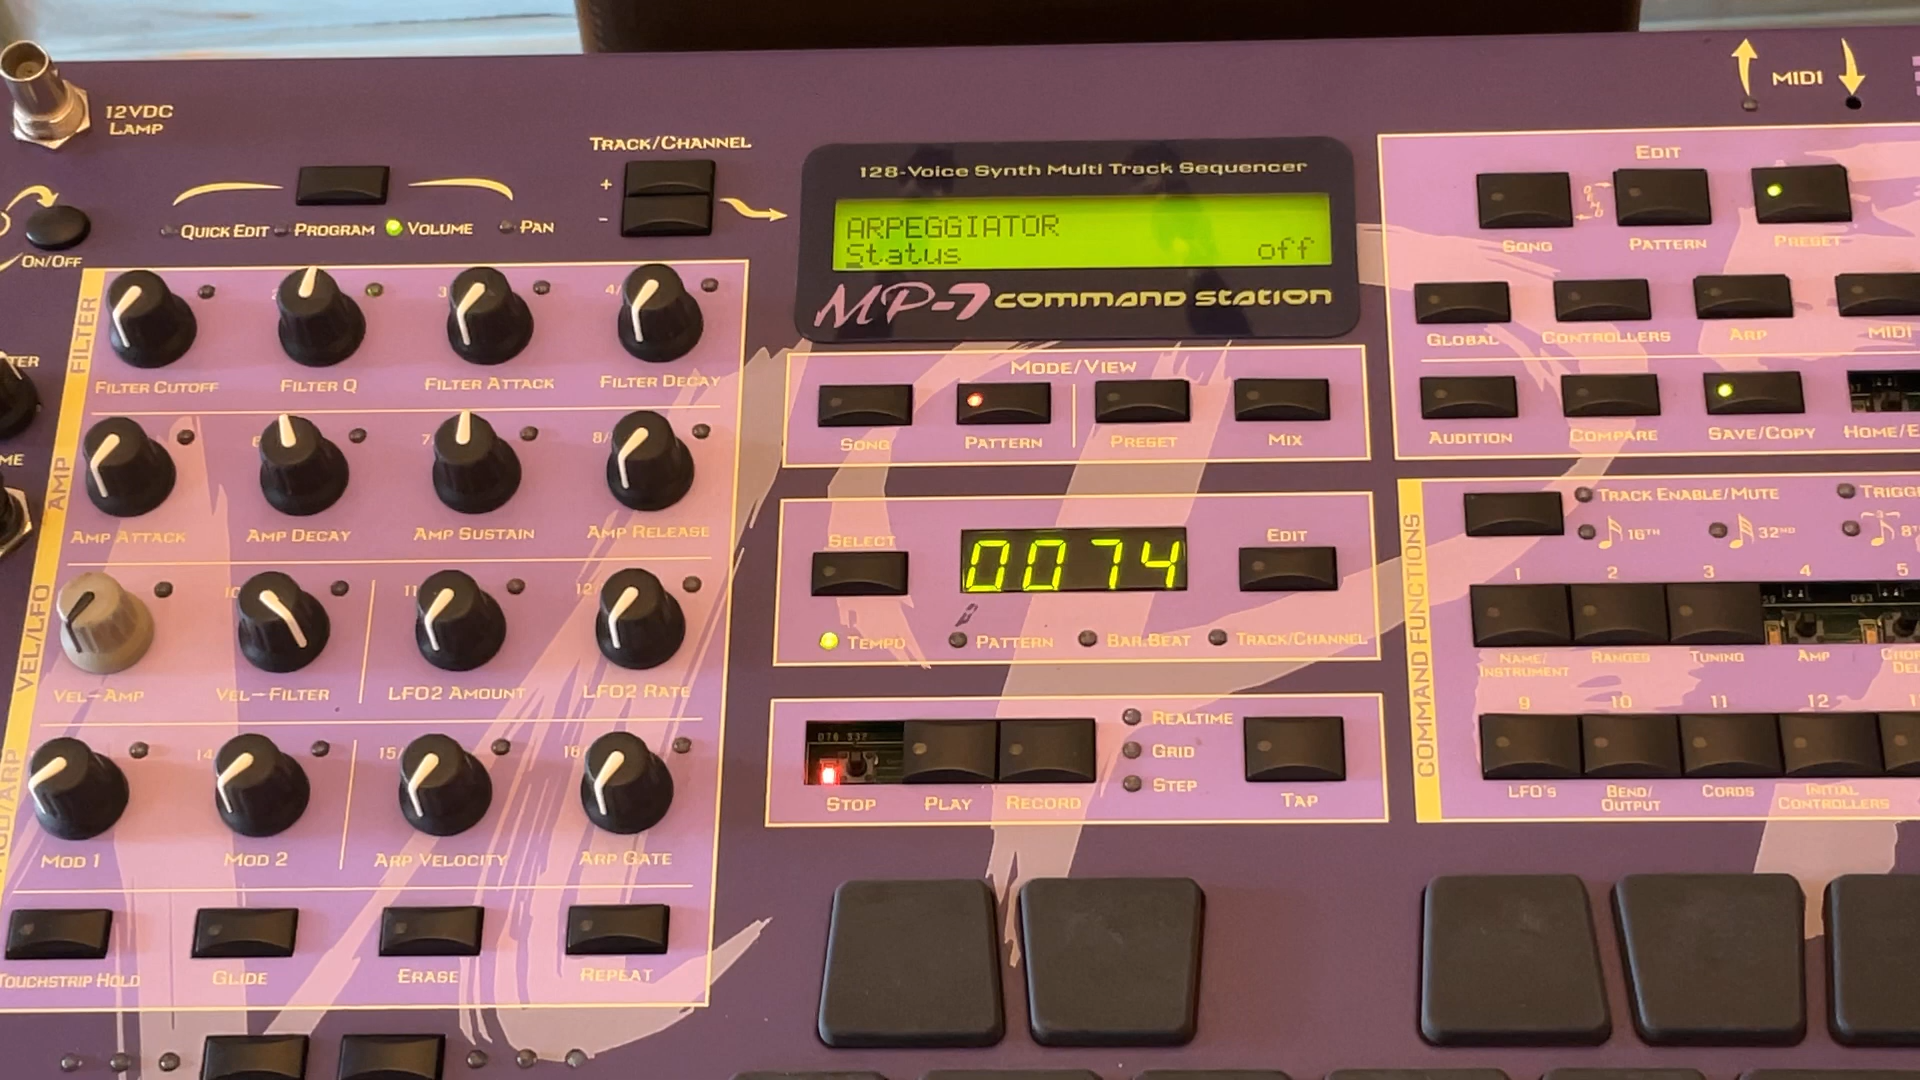 12VDC
LAMP
MIDI
TRACK/CHANNEL
+
-
128-Voice Synth Multi Track Sequencer
ARPEGGIATOR
Status off
MP-7 COMMAND STATION
QUICK EDIT PROGRAM VOLUME PAN
ON/OFF
EDIT
SONG PATTERN PRESET
GLOBAL CONTROLLERS ARP MIDI
AUDITION COMPARE SAVE/COPY
FILTER
FILTER CUTOFF FILTER Q FILTER ATTACK FILTER DECAY
AMP
AMP ATTACK AMP DECAY AMP SUSTAIN AMP RELEASE
VEL/LFO
VEL-AMP VEL-FILTER LFO2 AMOUNT LFO2 RATE
MOD 1 MOD 2 ARP VELOCITY ARP GATE
TOUCHSTRIP HOLD GLIDE ERASE REPEAT
MODE/VIEW
SONG PATTERN PRESET MIX
SELECT 0074 EDIT
TEMPO PATTERN BAR.BEAT TRACK/CHANNEL
REALTIME
GRID
STEP
STOP PLAY RECORD TAP
COMMAND FUNCTIONS
TRACK ENABLE/MUTE
16TH 32ND
1 2 3 4 5
NAME/
INSTRUMENT
RANGES TUNING AMP
9 10 11 12
LFO's BEND/
OUTPUT
CORDS INITIAL
CONTROLLERS